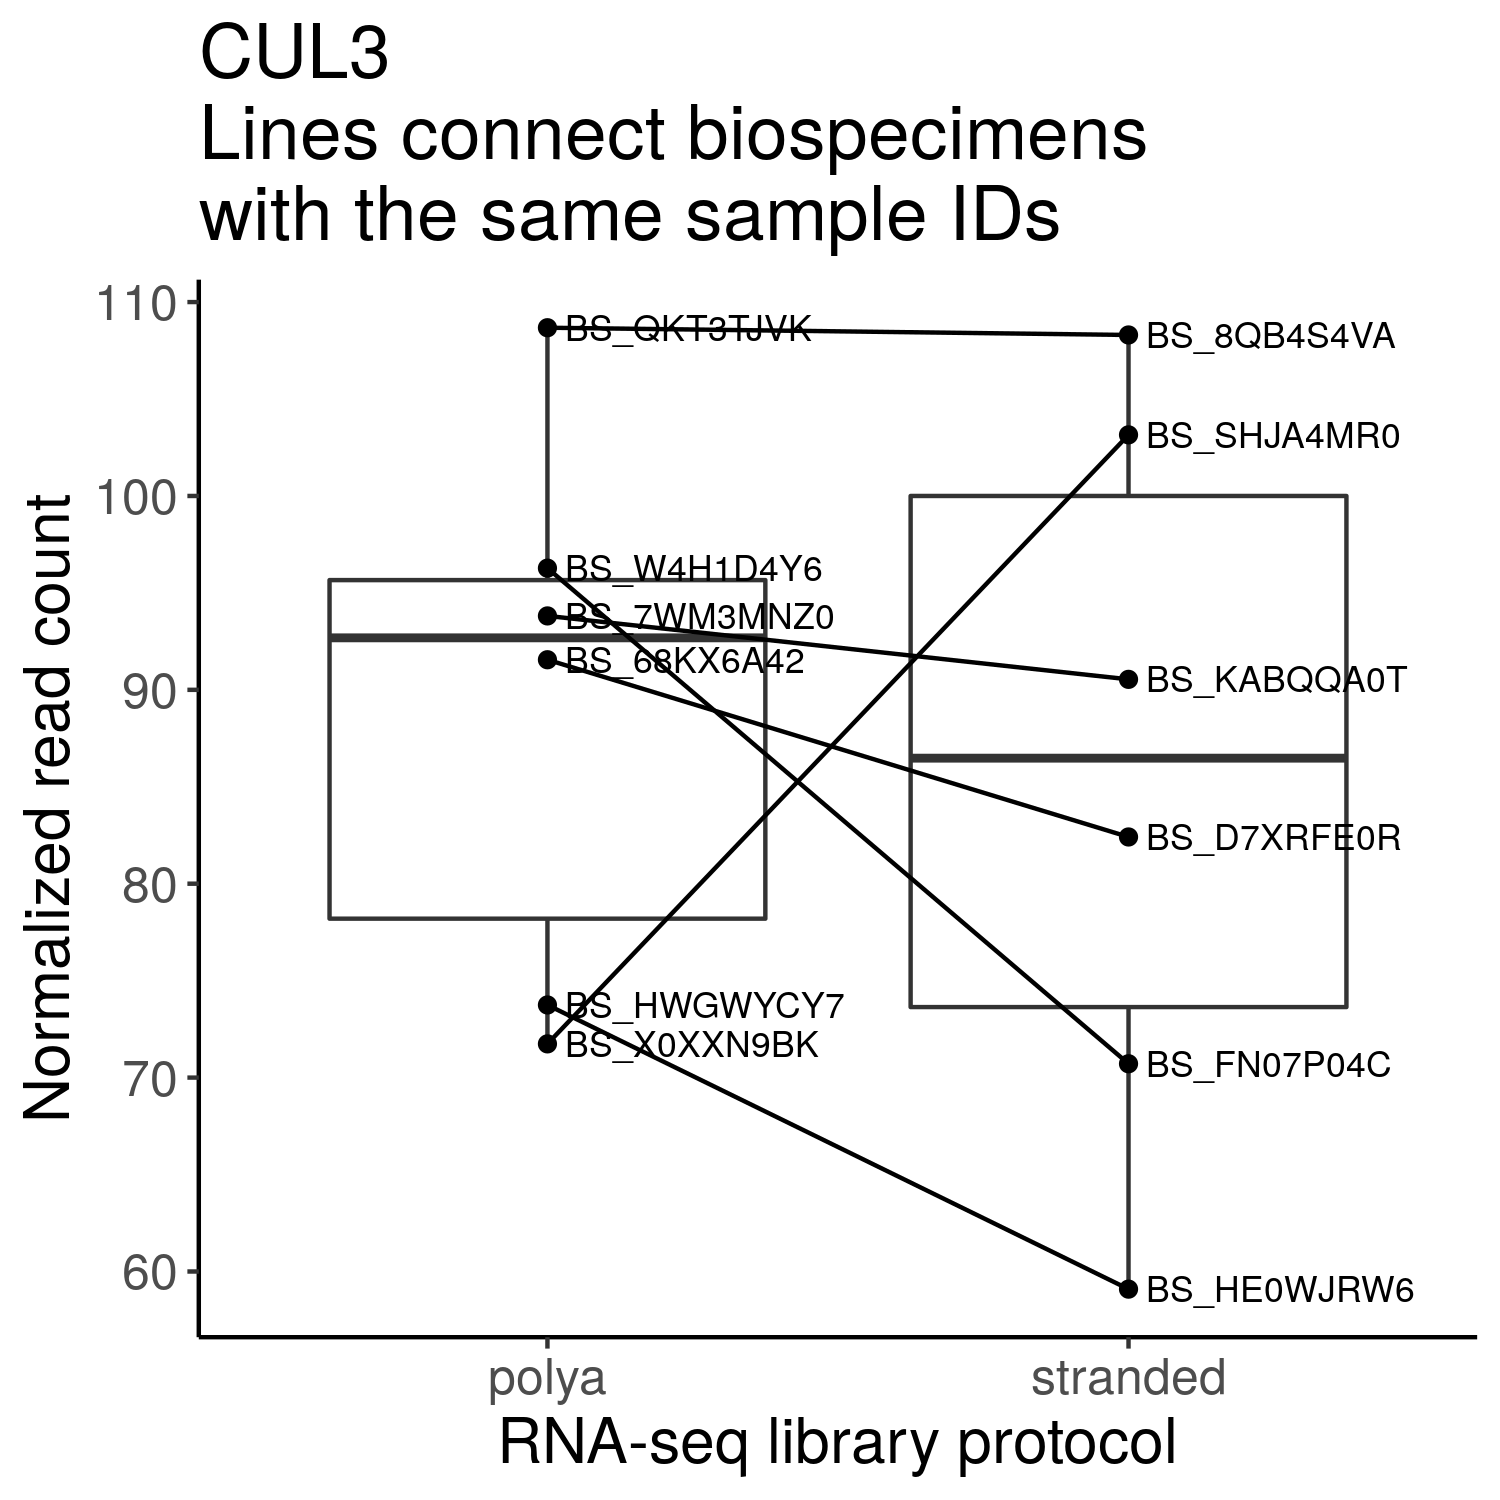 CUL3
Lines connect biospecimens
with the same sample IDs
Normalized read count
110
100
90
80
70
60
BS_QKT3TJVK
BS_8QB4S4VA
BS_SHJA4MR0
BS_W4H1D4Y6
BS_7WM3MNZ0
BS_68KX6A42
BS_KABQQA0T
BS_D7XRFE0R
BS_HWGWYCY7
BS_X0XXN9BK
BS_FN07P04C
BS_HE0WJRW6
polya
stranded
RNA-seq library protocol